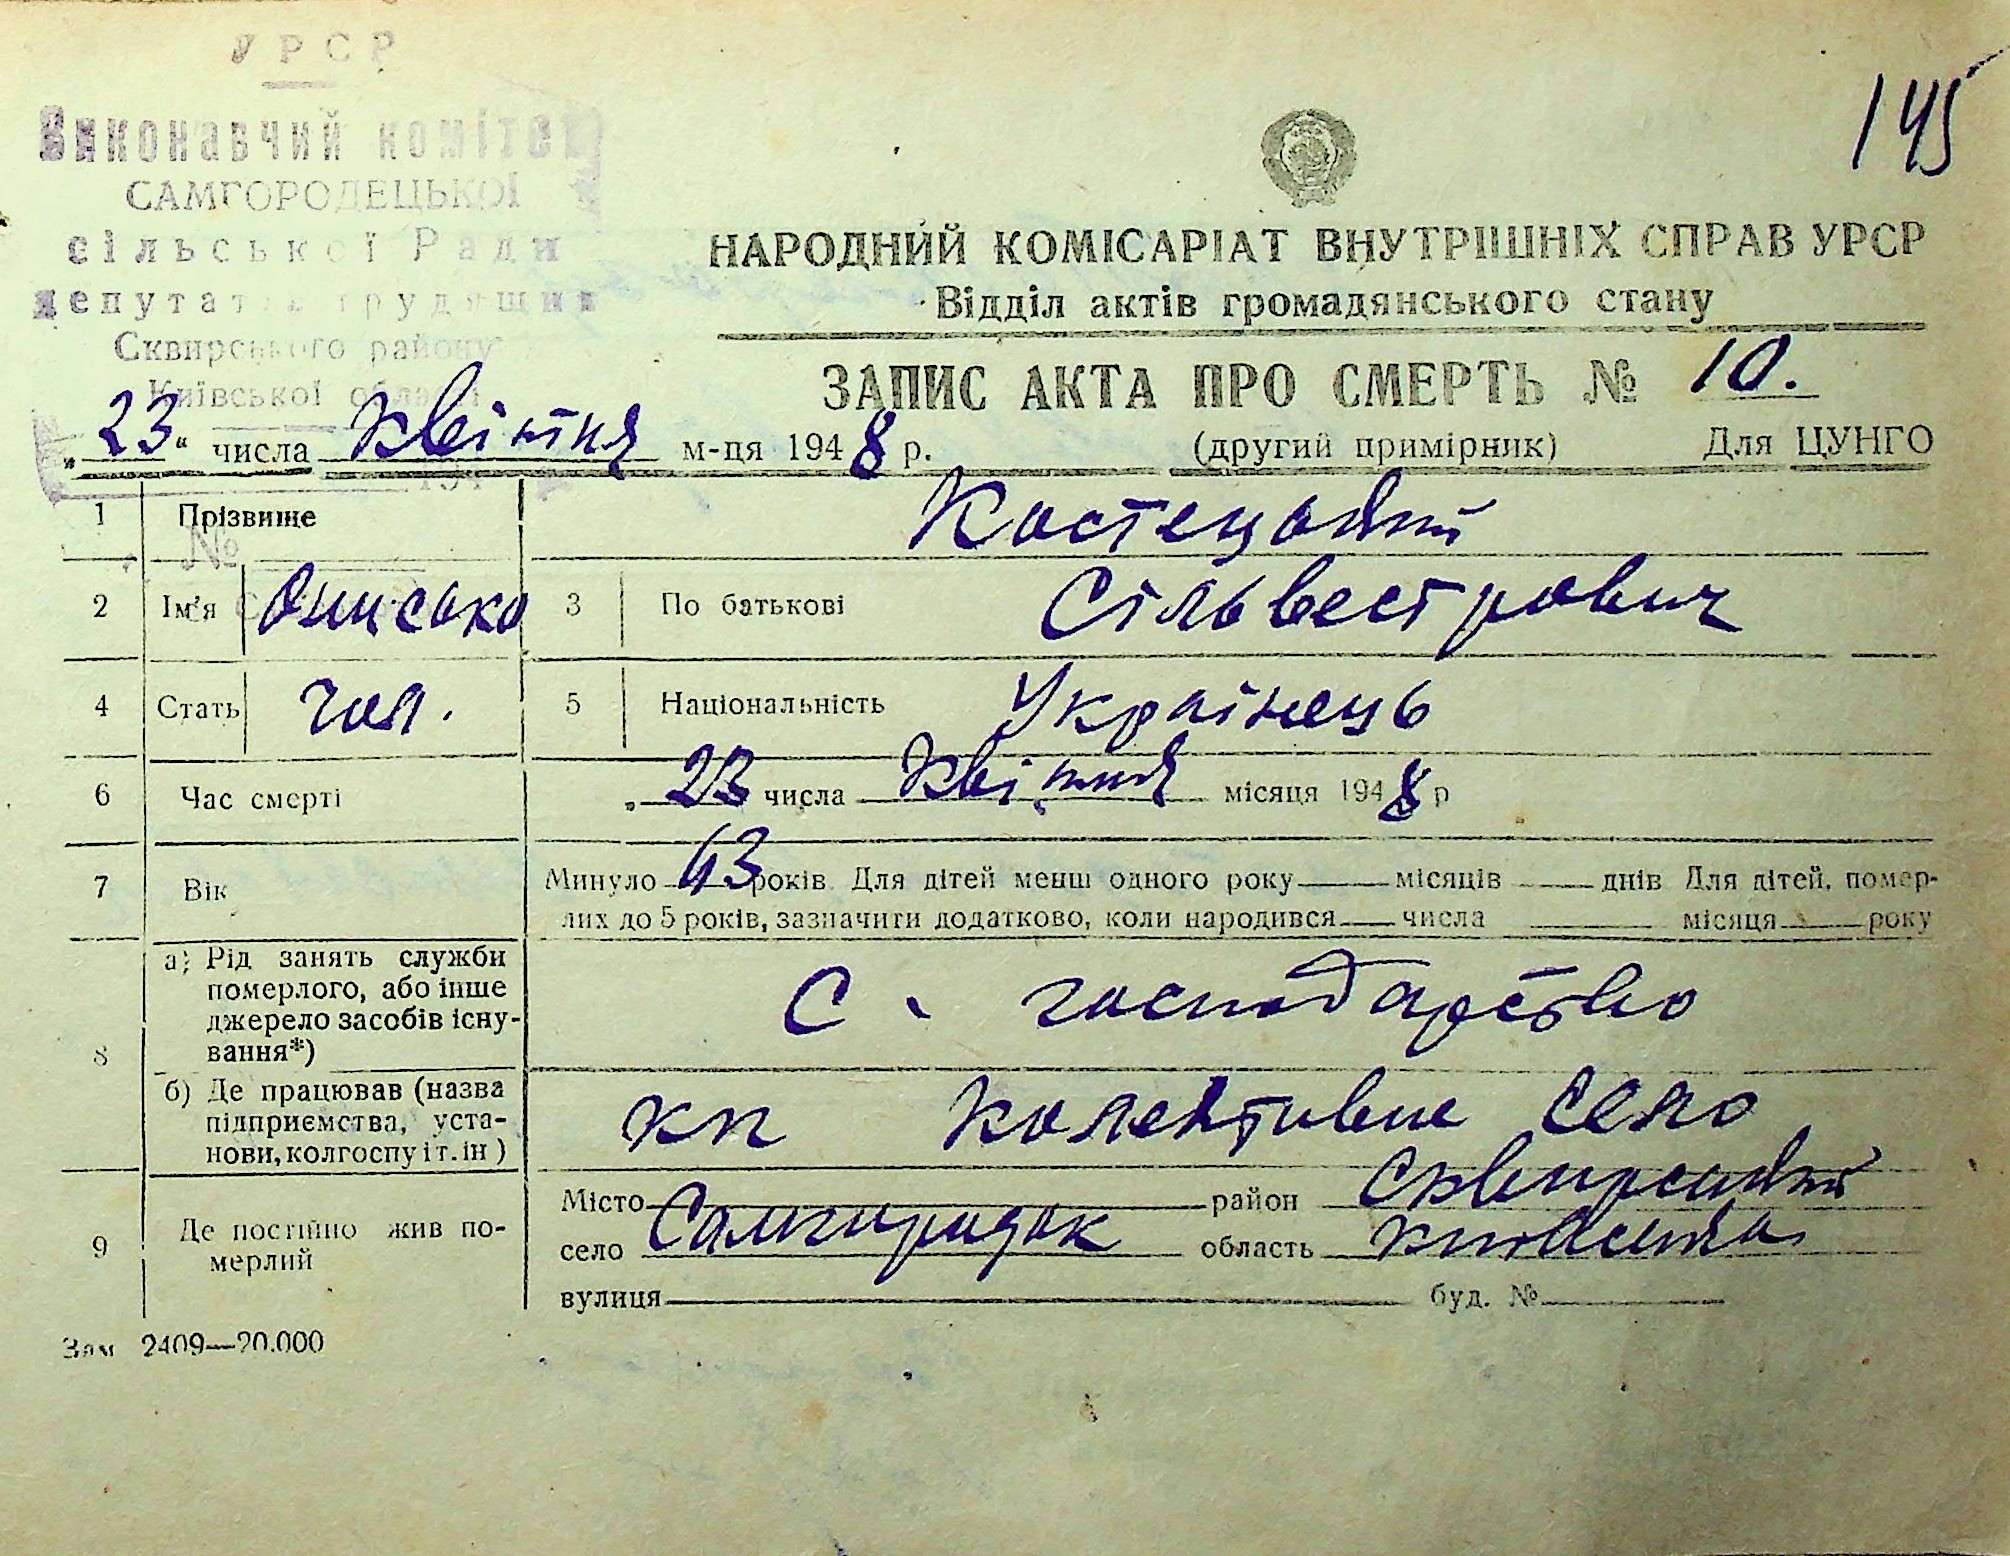 УРСР
Виконавчий комітет
САМГОРОДЕЦЬКОЇ
сільської Ради
депутатів трудящих
Сквирського району
Київської області
145
НАРОДНИЙ КОМІСАРІАТ ВНУТРІШНІХ СПРАВ УРСР
Відділ актів громадянського стану
ЗАПИС АКТА ПРО СМЕРТЬ № 10.
„23“ числа квітня м-ця 1948 р. (другий примірник) Для ЦУНГО
1 Прізвище Костецький
№
2 Ім'я Онисько 3 По батькові Сільвестрович
4 Стать чол. 5 Національність Українець
6 Час смерті „23 числа квітня місяця 1948 р
7 Вік Минуло 43 років Для дітей менш одного року місяців днів Для дітей, помер-
лих до 5 років, зазначити додатково, коли народився числа місяця року
8 а) Рід занять служби
померлого, або інше
джерело засобів існу-
вання*) С. господарство
б) Де працював (назва
підприємства, уста-
нови, колгоспу і т. ін) кп колективне село
9 Де постійно жив по-
мерлий
Місто район Сквирський
село Самгородок область київська
вулиця буд. №
Зам 2409—20.000